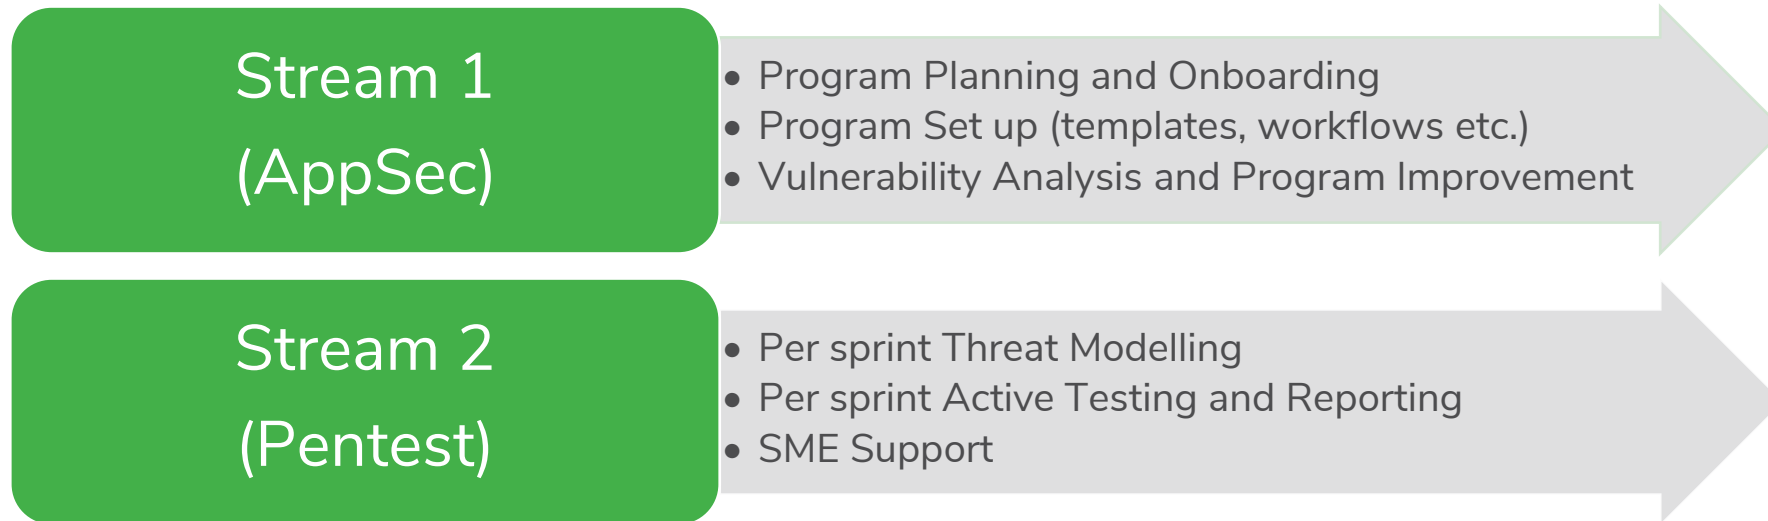 Stream 1
(AppSec)
• Program Planning and Onboarding
• Program Set up (templates, workflows etc.)
• Vulnerability Analysis and Program Improvement
Stream 2
(Pentest)
• Per sprint Threat Modelling
• Per sprint Active Testing and Reporting
• SME Support